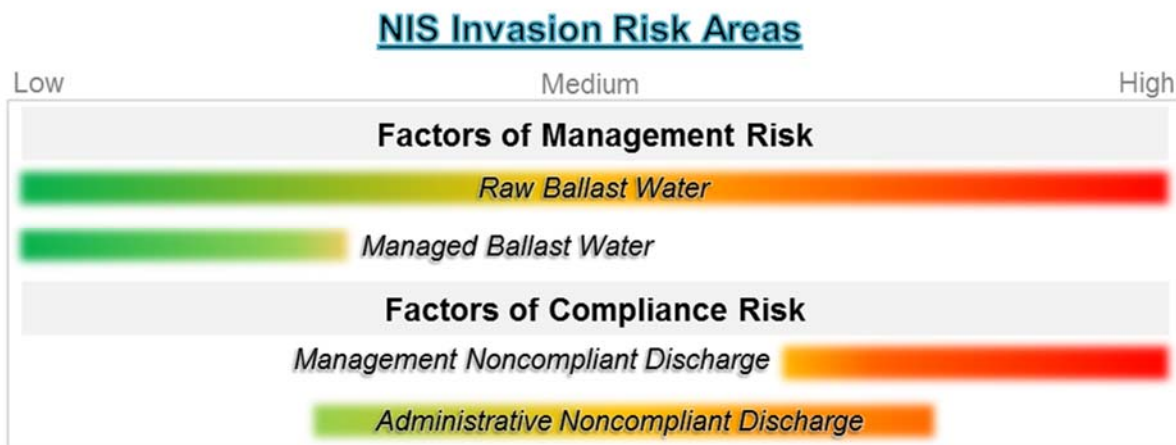 NIS Invasion Risk Areas
Low Medium High
Factors of Management Risk
Raw Ballast Water
Managed Ballast Water
Factors of Compliance Risk
Management Noncompliant Discharge
Administrative Noncompliant Discharge